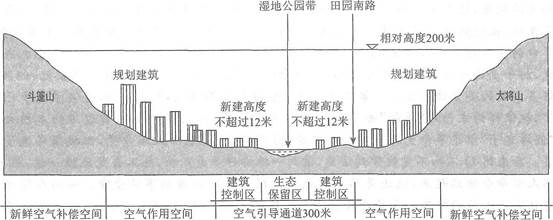 湿地公园带
田园南路
相对高度200米
规划建筑
规划建筑
斗篷山
大将山
新建高度
不超过12米
新建高度
不超过12米
建筑
控制区
生态
保留区
建筑
控制区
新鲜空气补偿空间
空气作用空间
空气引导通道300米
空气作用空间
新鲜空气补偿空间